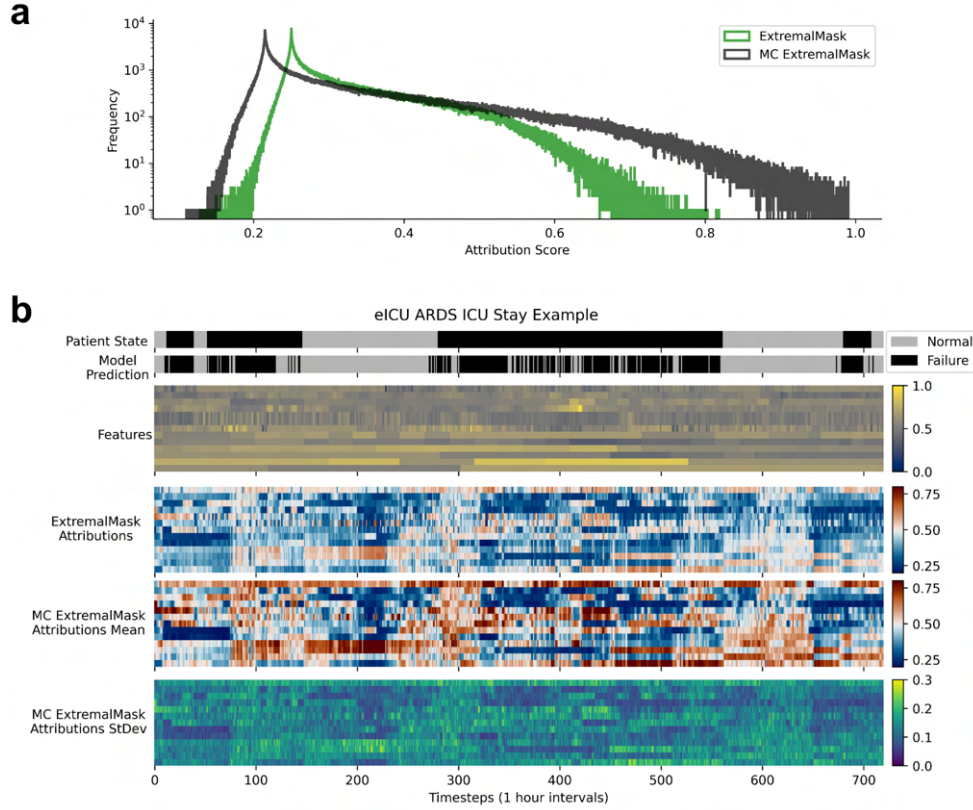 a
10⁴
10³
10²
10¹
10⁰
Frequency
ExtremalMask
MC ExtremalMask
0.2 0.4 0.6 0.8 1.0
Attribution Score
b
eICU ARDS ICU Stay Example
Patient State
Model
Prediction
Normal
Failure
Features
1.0
0.5
0.0
ExtremalMask
Attributions
0.75
0.50
0.25
MC ExtremalMask
Attributions Mean
0.75
0.50
0.25
MC ExtremalMask
Attributions StDev
0.3
0.2
0.1
0.0
0 100 200 300 400 500 600 700
Timesteps (1 hour intervals)